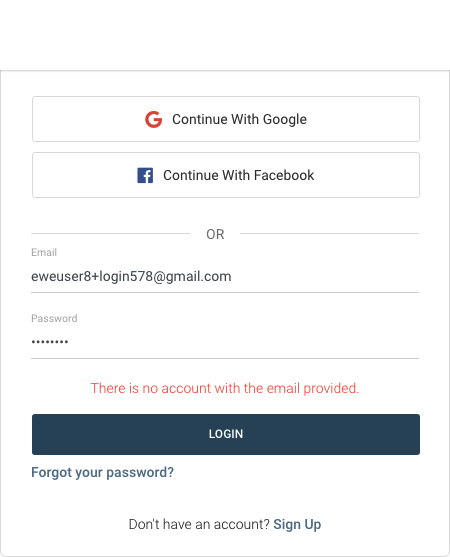 Continue With Google
Continue With Facebook
OR
Email
eweuser8+login578@gmail.com
Password
••••••••
There is no account with the email provided.
LOGIN
Forgot your password?
Don't have an account? Sign Up